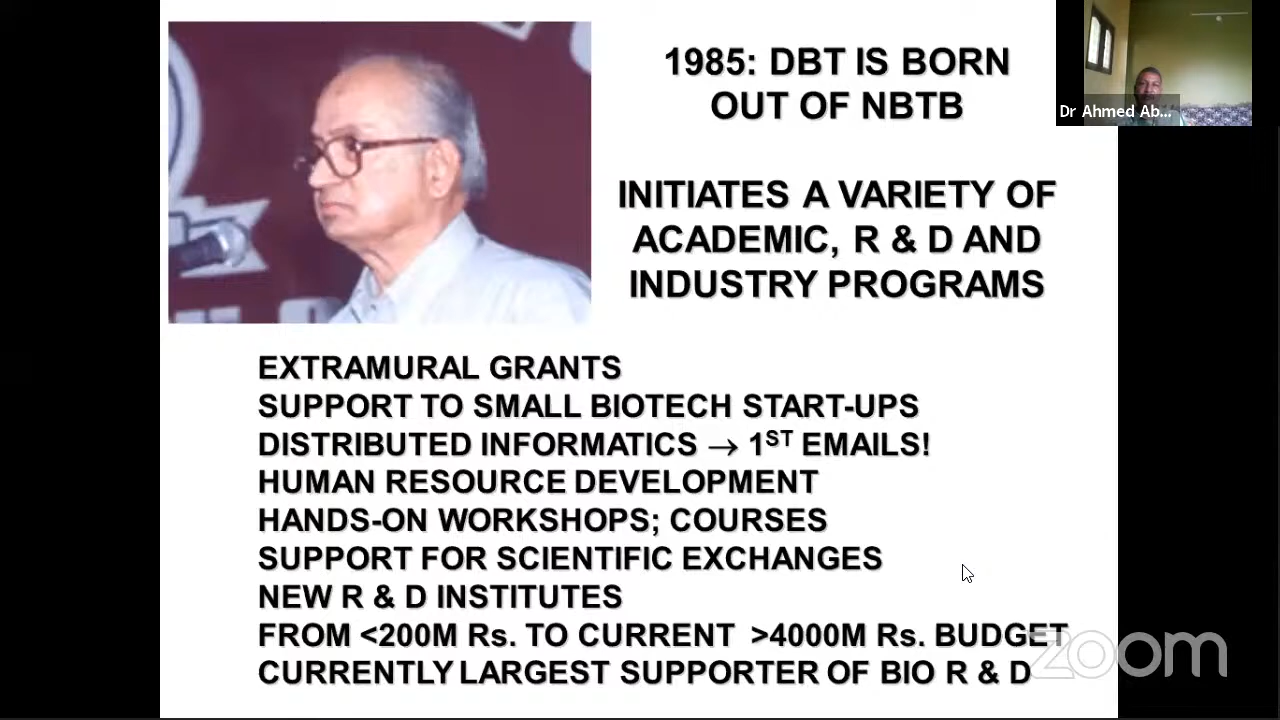 1985: DBT IS BORN
OUT OF NBTB
Dr Ahmed Ab...
INITIATES A VARIETY OF
ACADEMIC, R & D AND
INDUSTRY PROGRAMS
EXTRAMURAL GRANTS
SUPPORT TO SMALL BIOTECH START-UPS
DISTRIBUTED INFORMATICS → 1ST EMAILS!
HUMAN RESOURCE DEVELOPMENT
HANDS-ON WORKSHOPS; COURSES
SUPPORT FOR SCIENTIFIC EXCHANGES
NEW R & D INSTITUTES
FROM <200M Rs. TO CURRENT >4000M Rs. BUDGET
CURRENTLY LARGEST SUPPORTER OF BIO R & D
zoom